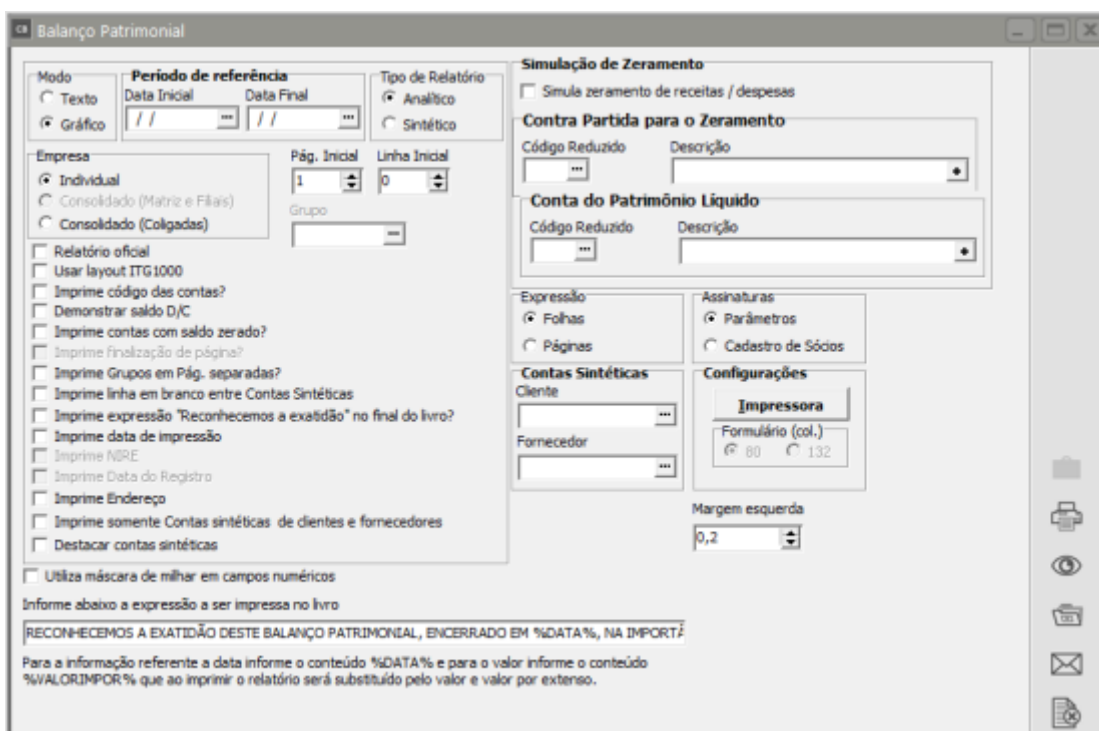 CB Balanço Patrimonial
Modo
Texto
Gráfico
Período de referência
Data Inicial
Data Final
/ /
/ /
Tipo de Relatório
Analítico
Sintético
Empresa
Individual
Consolidado (Matriz e Filiais)
Consolidado (Coligadas)
Pág. Inicial
Linha Inicial
1
0
Grupo
Relatório oficial
Usar layout ITG1000
Imprime código das contas?
Demonstrar saldo D/C
Imprime contas com saldo zerado?
Imprime finalização de página?
Imprime Grupos em Pág. separadas?
Imprime linha em branco entre Contas Sintéticas
Imprime expressão "Reconhecemos a exatidão" no final do livro?
Imprime data de impressão
Imprime NIRE
Imprime Data do Registro
Imprime Endereço
Imprime somente Contas sintéticas de clientes e fornecedores
Destacar contas sintéticas
Simulação de Zeramento
Simula zeramento de receitas / despesas
Contra Partida para o Zeramento
Código Reduzido
Descrição
Conta do Patrimônio Líquido
Código Reduzido
Descrição
Expressão
Folhas
Páginas
Assinaturas
Parâmetros
Cadastro de Sócios
Contas Sintéticas
Cliente
Fornecedor
Configurações
Impressora
Formulário (col.)
80
132
Margem esquerda
0,2
Utiliza máscara de milhar em campos numéricos
Informe abaixo a expressão a ser impressa no livro
RECONHECEMOS A EXATIDÃO DESTE BALANÇO PATRIMONIAL, ENCERRADO EM %DATA%, NA IMPORTÂ
Para a informação referente a data informe o conteúdo %DATA% e para o valor informe o conteúdo
%VALORIMPOR% que ao imprimir o relatório será substituído pelo valor e valor por extenso.